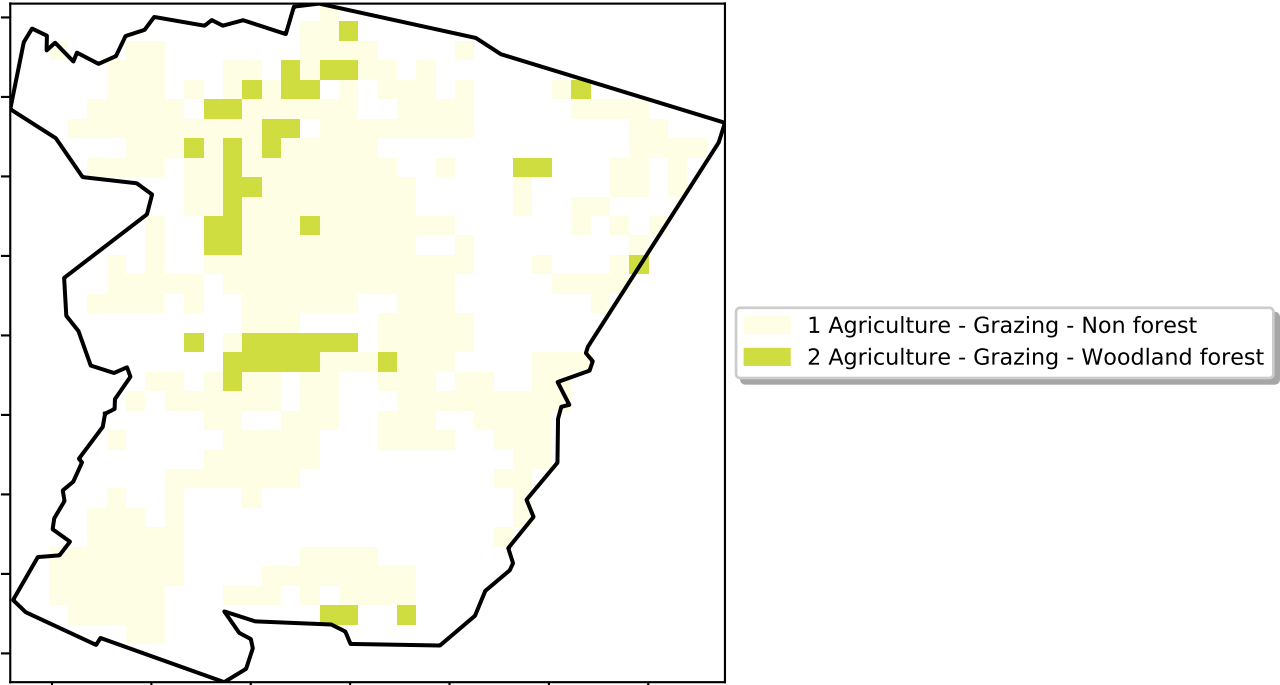 1 Agriculture - Grazing - Non forest
2 Agriculture - Grazing - Woodland forest